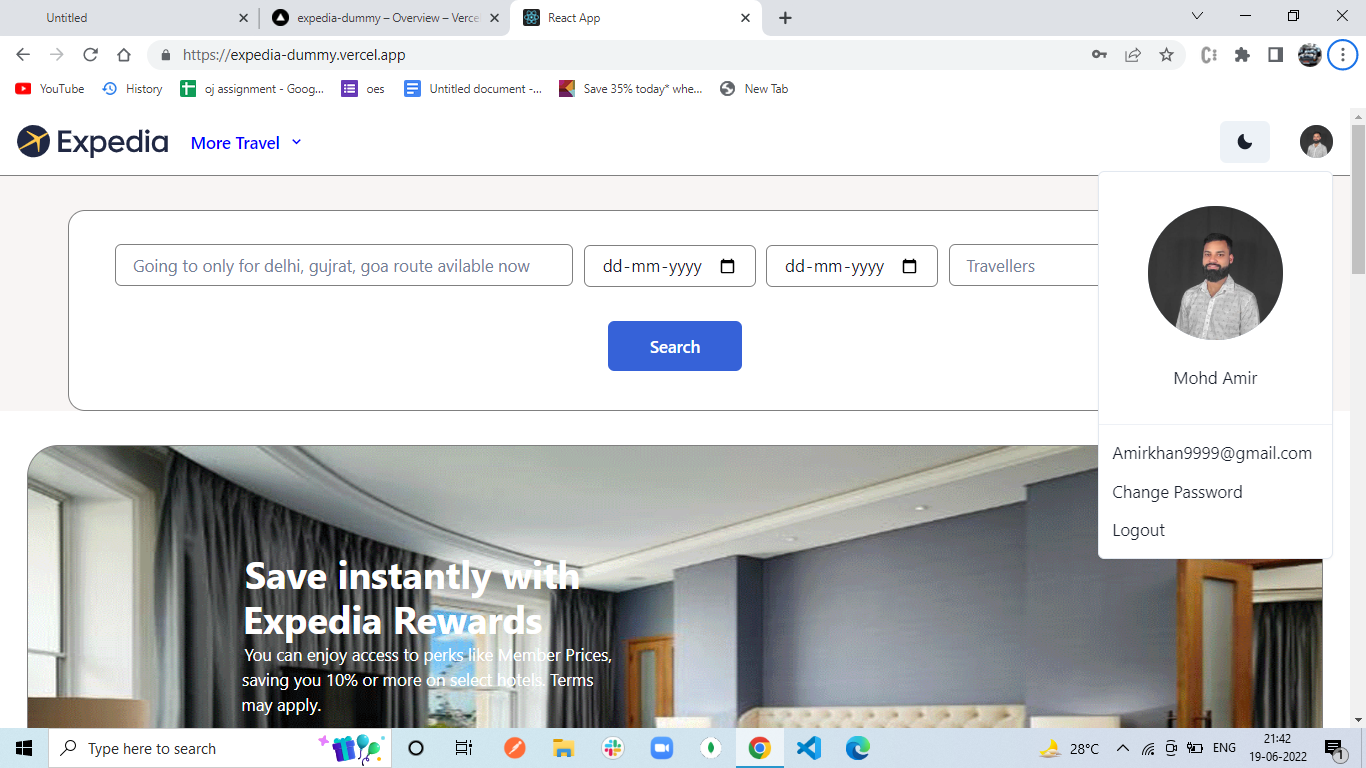 Untitled
expedia-dummy – Overview – Vercel
React App
https://expedia-dummy.vercel.app
YouTube
History
oj assignment - Goog...
oes
Untitled document -...
Save 35% today* whe...
New Tab
Expedia
More Travel
Going to only for delhi, gujrat, goa route avilable now
dd-mm-yyyy
dd-mm-yyyy
Travellers
Search
Mohd Amir
Amirkhan9999@gmail.com
Change Password
Logout
Save instantly with
Expedia Rewards
You can enjoy access to perks like Member Prices,
saving you 10% or more on select hotels. Terms
may apply.
Type here to search
28°C
ENG
21:42
19-06-2022
1